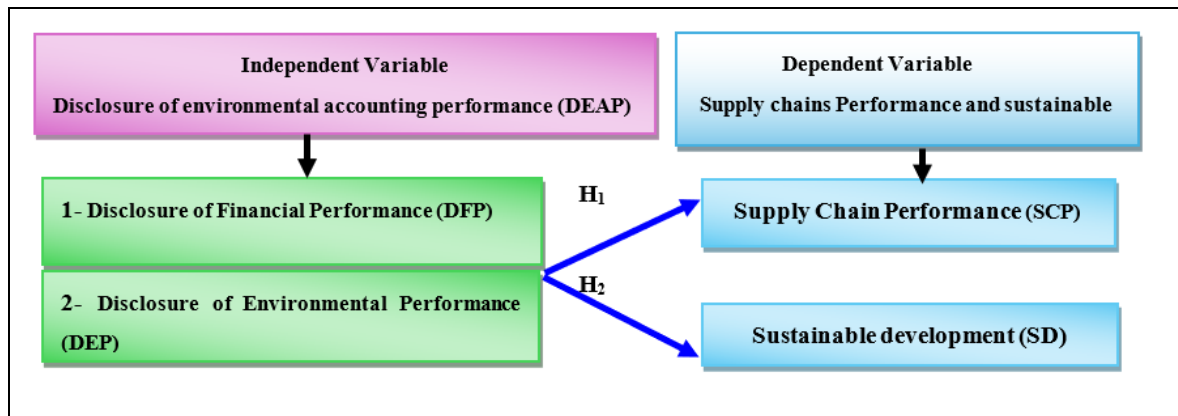 Independent Variable
Disclosure of environmental accounting performance (DEAP)
Dependent Variable
Supply chains Performance and sustainable
1- Disclosure of Financial Performance (DFP)
2- Disclosure of Environmental Performance
(DEP)
H₁
H₂
Supply Chain Performance (SCP)
Sustainable development (SD)